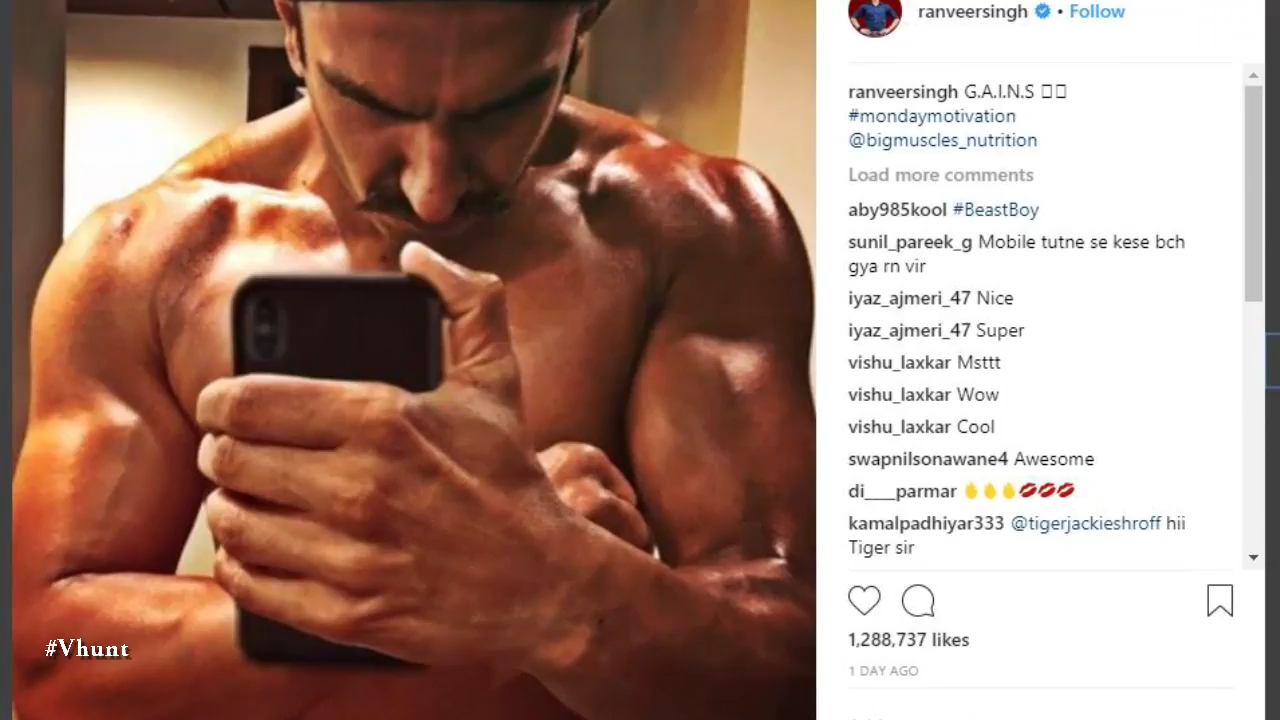 ranveersingh • Follow
ranveersingh G.A.I.N.S
#mondaymotivation
@bigmuscles_nutrition
Load more comments
aby985kool #BeastBoy
sunil_pareek_g Mobile tutne se kese bch
gya rn vir
iyaz_ajmeri_47 Nice
iyaz_ajmeri_47 Super
vishu_laxkar Msttt
vishu_laxkar Wow
vishu_laxkar Cool
swapnilsonawane4 Awesome
di___parmar
kamalpadhiyar333 @tigerjackieshroff hii
Tiger sir
1,288,737 likes
1 DAY AGO
#Vhunt